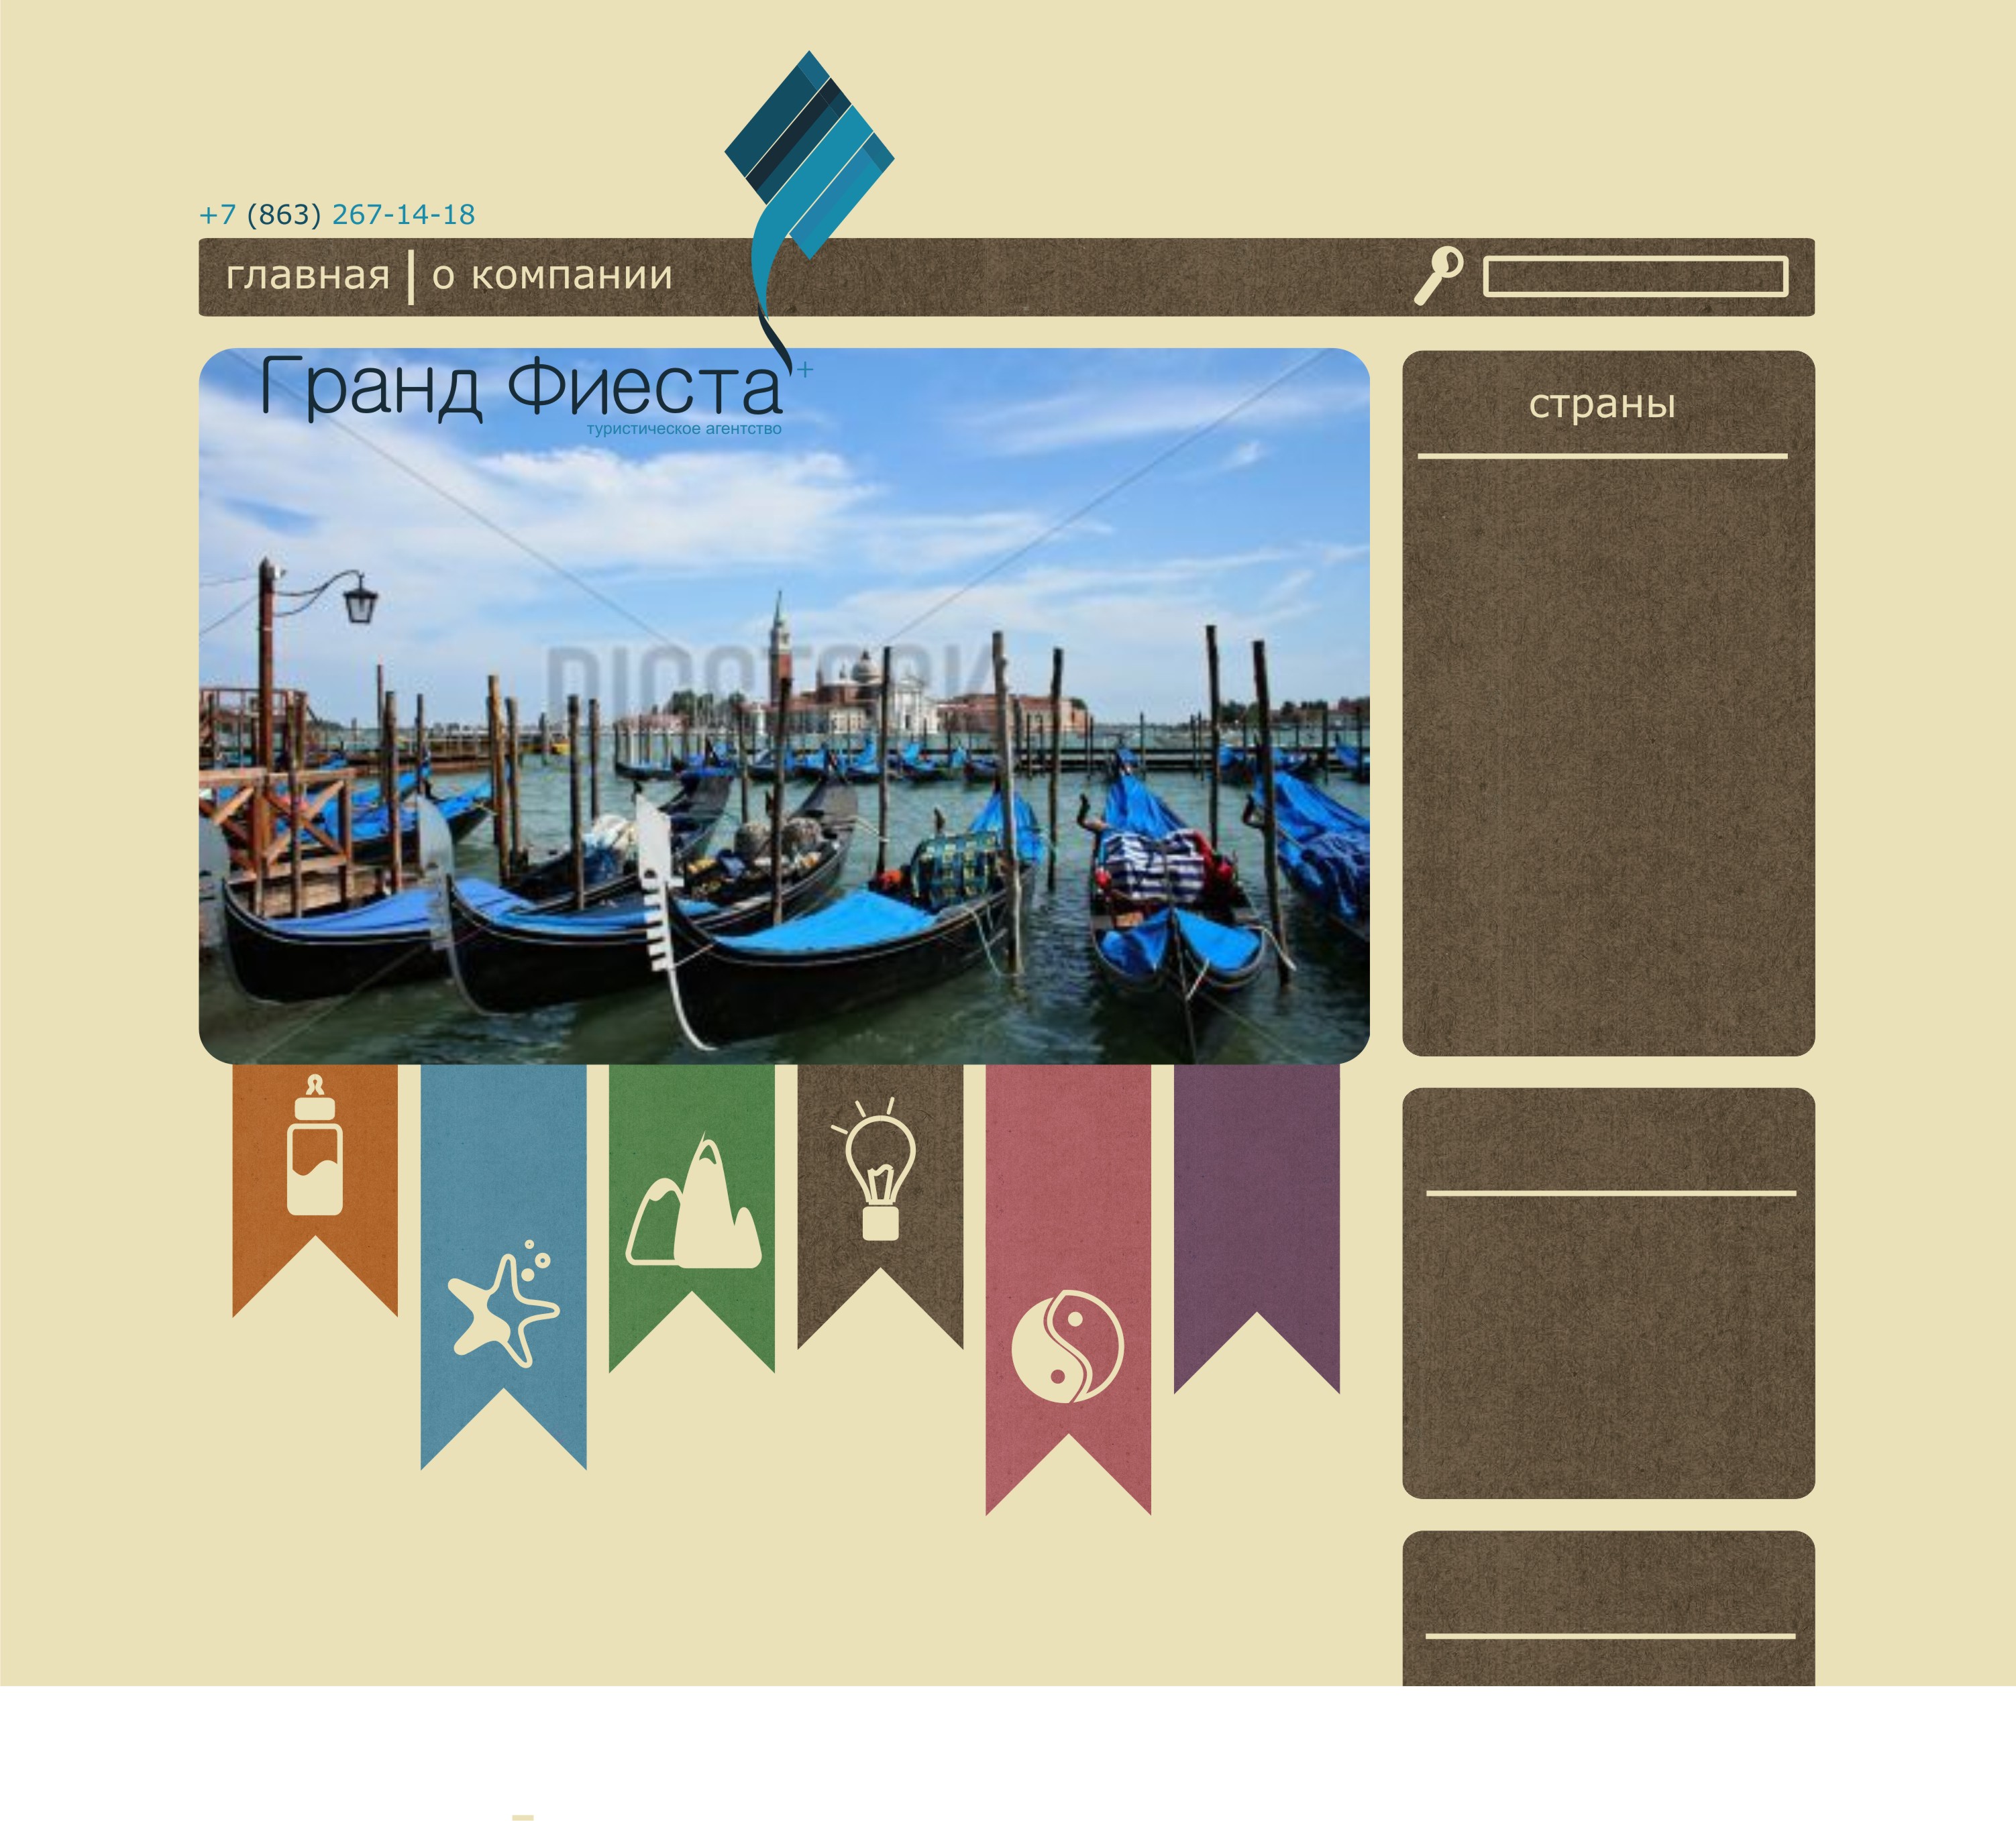 +7 (863) 267-14-18
главная | о компании
Гранд Фиеста+
туристическое агентство
страны